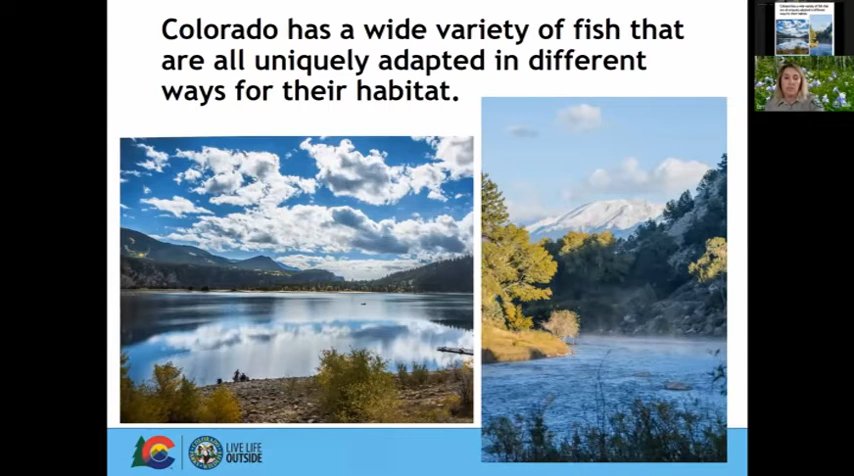 Colorado has a wide variety of fish that
are all uniquely adapted in different
ways for their habitat.
LIVE LIFE
OUTSIDE